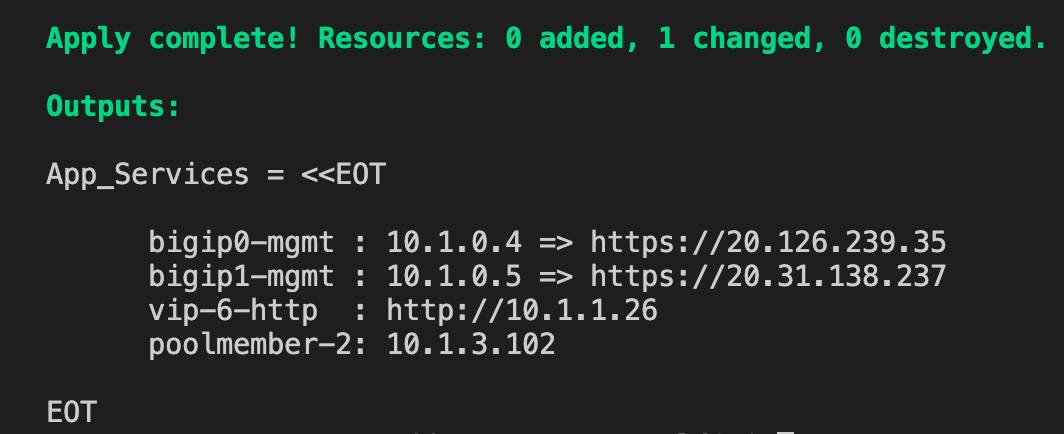 Apply complete! Resources: 0 added, 1 changed, 0 destroyed.
Outputs:
App_Services = <<EOT
bigip0-mgmt : 10.1.0.4 => https://20.126.239.35
bigip1-mgmt : 10.1.0.5 => https://20.31.138.237
vip-6-http  : http://10.1.1.26
poolmember-2: 10.1.3.102
EOT